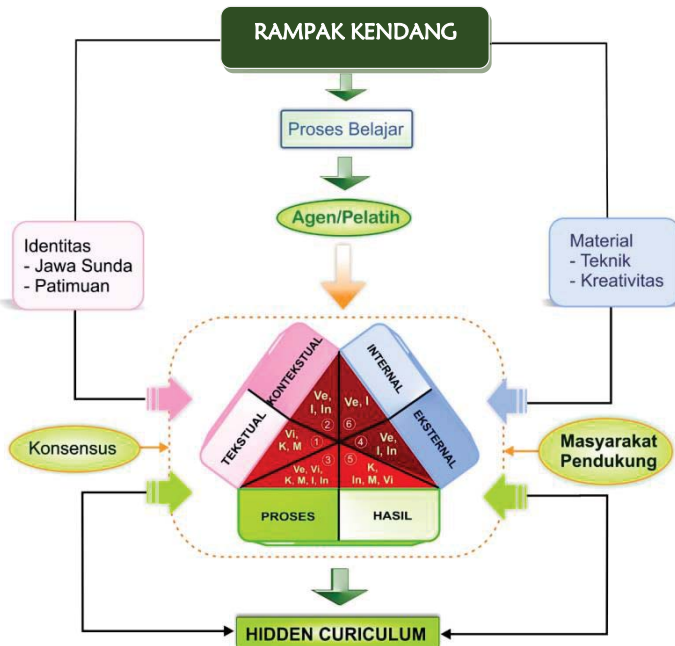 RAMPAK KENDANG
Proses Belajar
Agen/Pelatih
Identitas
- Jawa Sunda
- Patimuan
Material
- Teknik
- Kreativitas
KONTEKSTUAL
INTERNAL
TEKSTUAL
EKSTERNAL
Ve,
I, In
②
Ve, I
⑥
Vi,
K, M
①
④
Ve,
I, In
③
Ve, Vi,
K, M, I, In
⑤
K,
In, M, Vi
PROSES
HASIL
Konsensus
Masyarakat
Pendukung
HIDDEN CURICULUM